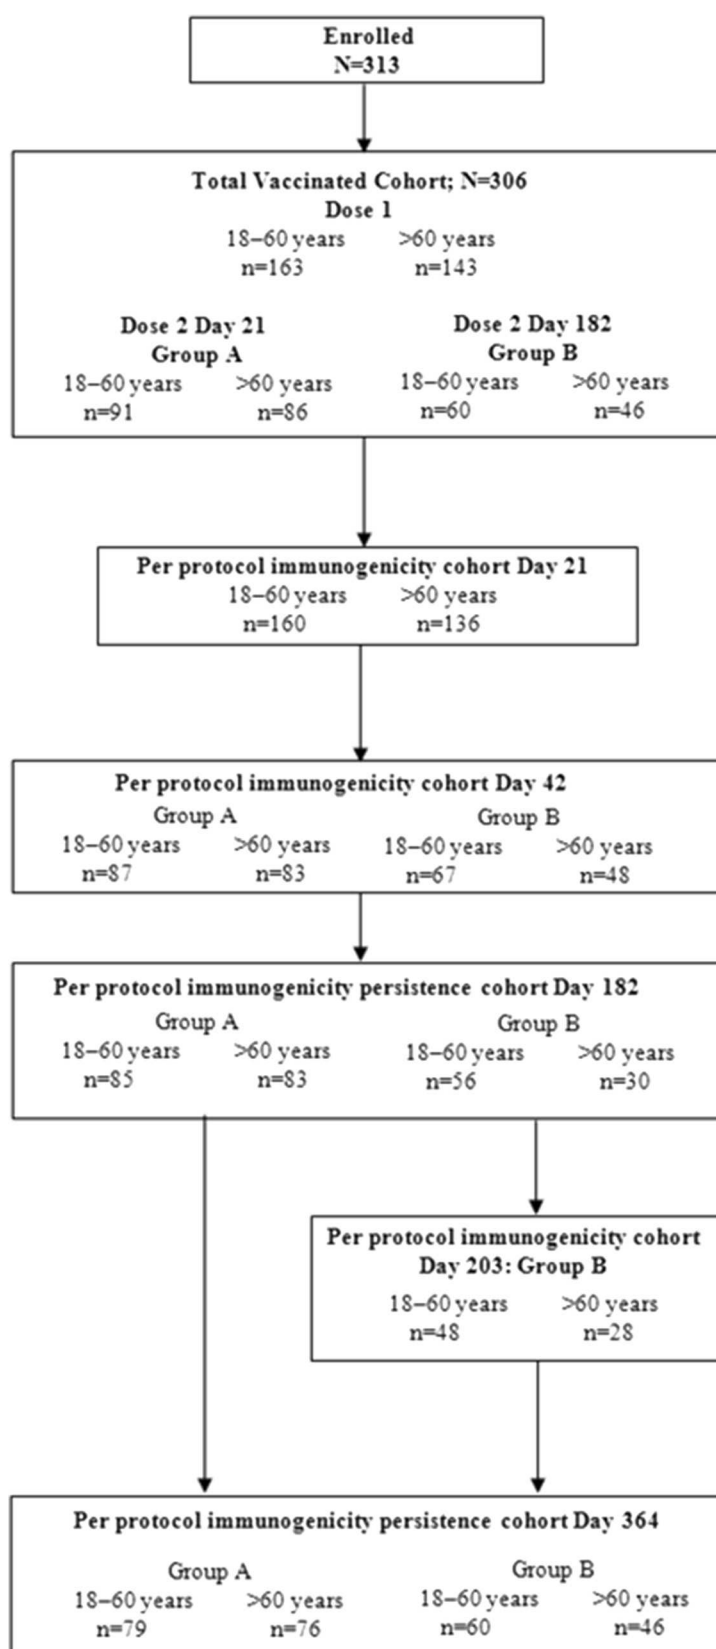 Enrolled
N=313
Total Vaccinated Cohort; N=306
Dose 1
18–60 years >60 years
n=163 n=143
Dose 2 Day 21 Dose 2 Day 182
Group A Group B
18–60 years >60 years 18–60 years >60 years
n=91 n=86 n=60 n=46
Per protocol immunogenicity cohort Day 21
18–60 years >60 years
n=160 n=136
Per protocol immunogenicity cohort Day 42
Group A Group B
18–60 years >60 years 18–60 years >60 years
n=87 n=83 n=67 n=48
Per protocol immunogenicity persistence cohort Day 182
Group A Group B
18–60 years >60 years 18–60 years >60 years
n=85 n=83 n=56 n=30
Per protocol immunogenicity cohort
Day 203: Group B
18–60 years >60 years
n=48 n=28
Per protocol immunogenicity persistence cohort Day 364
Group A Group B
18–60 years >60 years 18–60 years >60 years
n=79 n=76 n=60 n=46